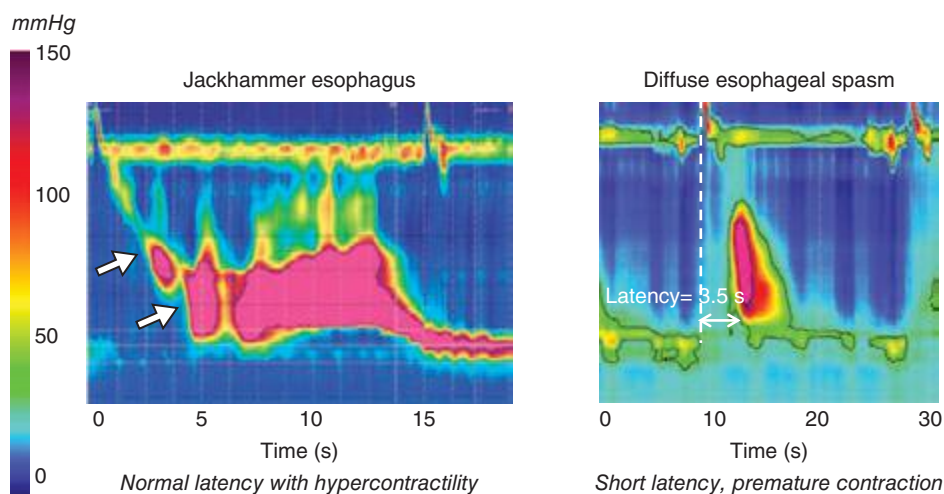 mmHg
150
100
50
0
Jackhammer esophagus
0 5 10 15
Time (s)
Normal latency with hypercontractility
Diffuse esophageal spasm
Latency= 3.5 s
0 10 20 30
Time (s)
Short latency, premature contraction